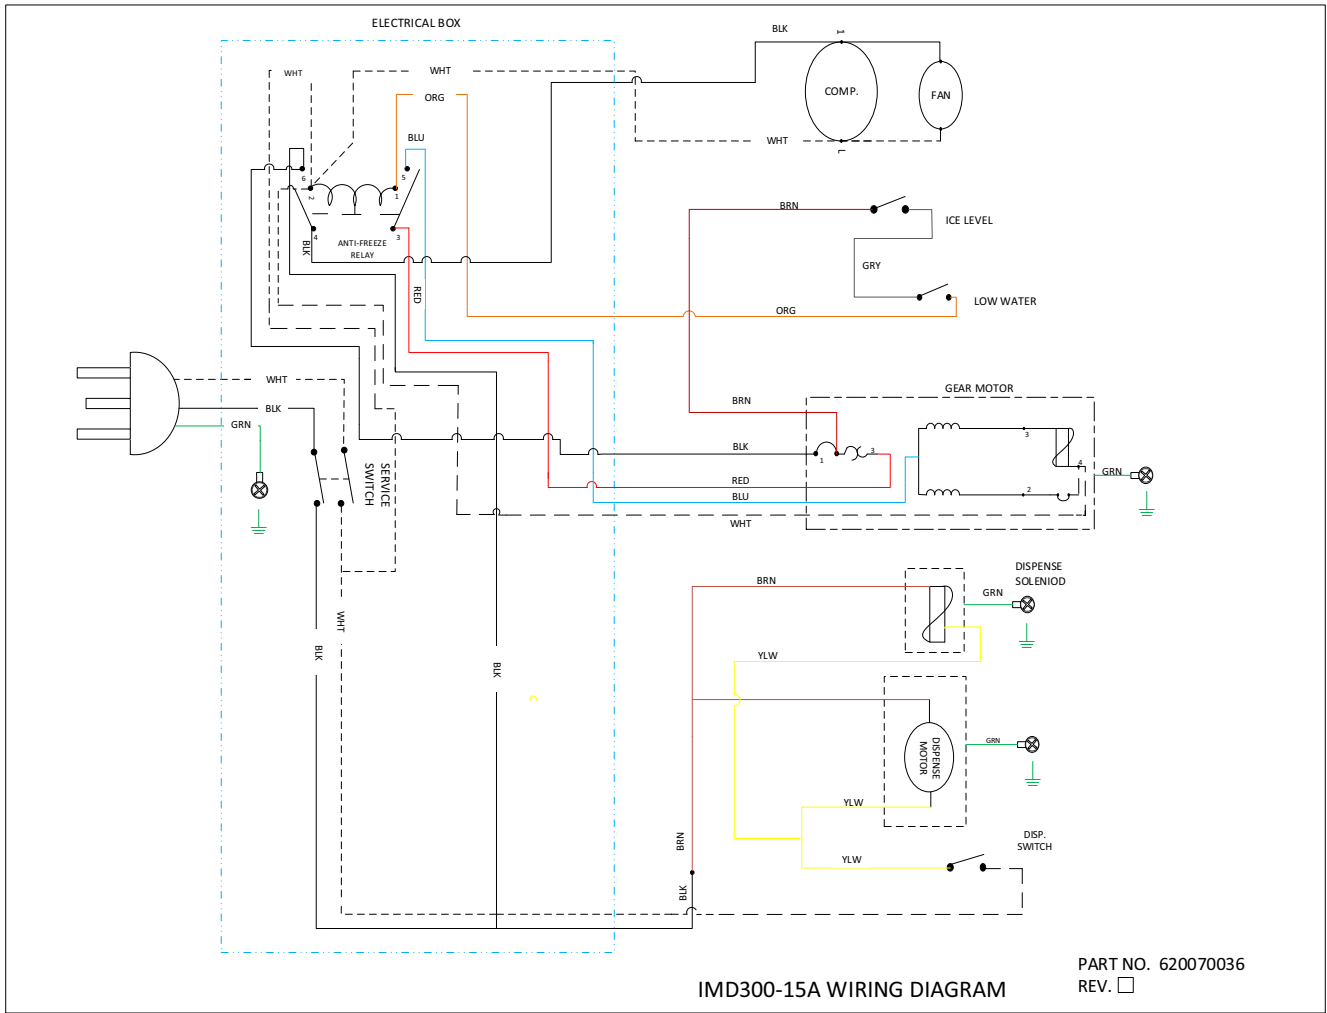 ELECTRICAL BOX
BLK
1
COMP.
FAN
L
WHT
WHT
WHT
ORG
BLU
6
2
5
1
4
3
BLK
ANTI-FREEZE
RELAY
RED
BRN
ICE LEVEL
GRY
LOW WATER
ORG
WHT
BLK
GRN
SERVICE
SWITCH
GEAR MOTOR
BRN
BLK
1
3
3
4
2
GRN
RED
BLU
WHT
WHT
BLK
BLK
BRN
DISPENSE
SOLENIOD
GRN
YLW
DISPENSE
MOTOR
GRN
YLW
YLW
DISP.
SWITCH
BRN
BLK
IMD300-15A WIRING DIAGRAM
PART NO. 620070036
REV. □